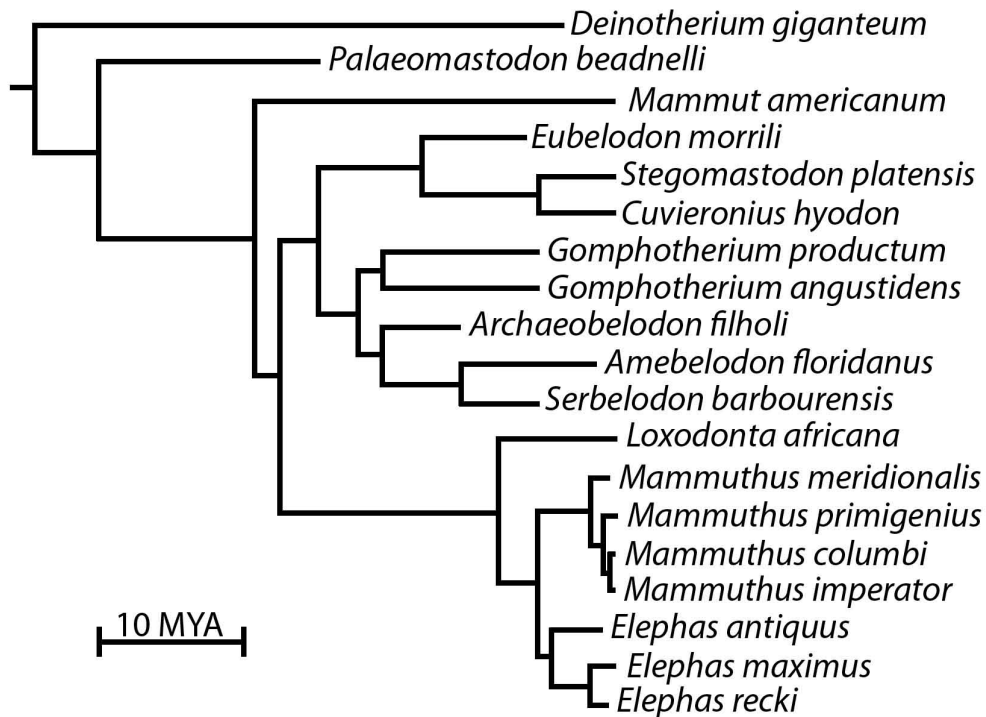 Deinotherium giganteum
Palaeomastodon beadnelli
Mammut americanum
Eubelodon morrili
Stegomastodon platensis
Cuvieronius hyodon
Gomphotherium productum
Gomphotherium angustidens
Archaeobelodon filholi
Amebelodon floridanus
Serbelodon barbourensis
Loxodonta africana
Mammuthus meridionalis
Mammuthus primigenius
Mammuthus columbi
Mammuthus imperator
Elephas antiquus
Elephas maximus
Elephas recki
10 MYA